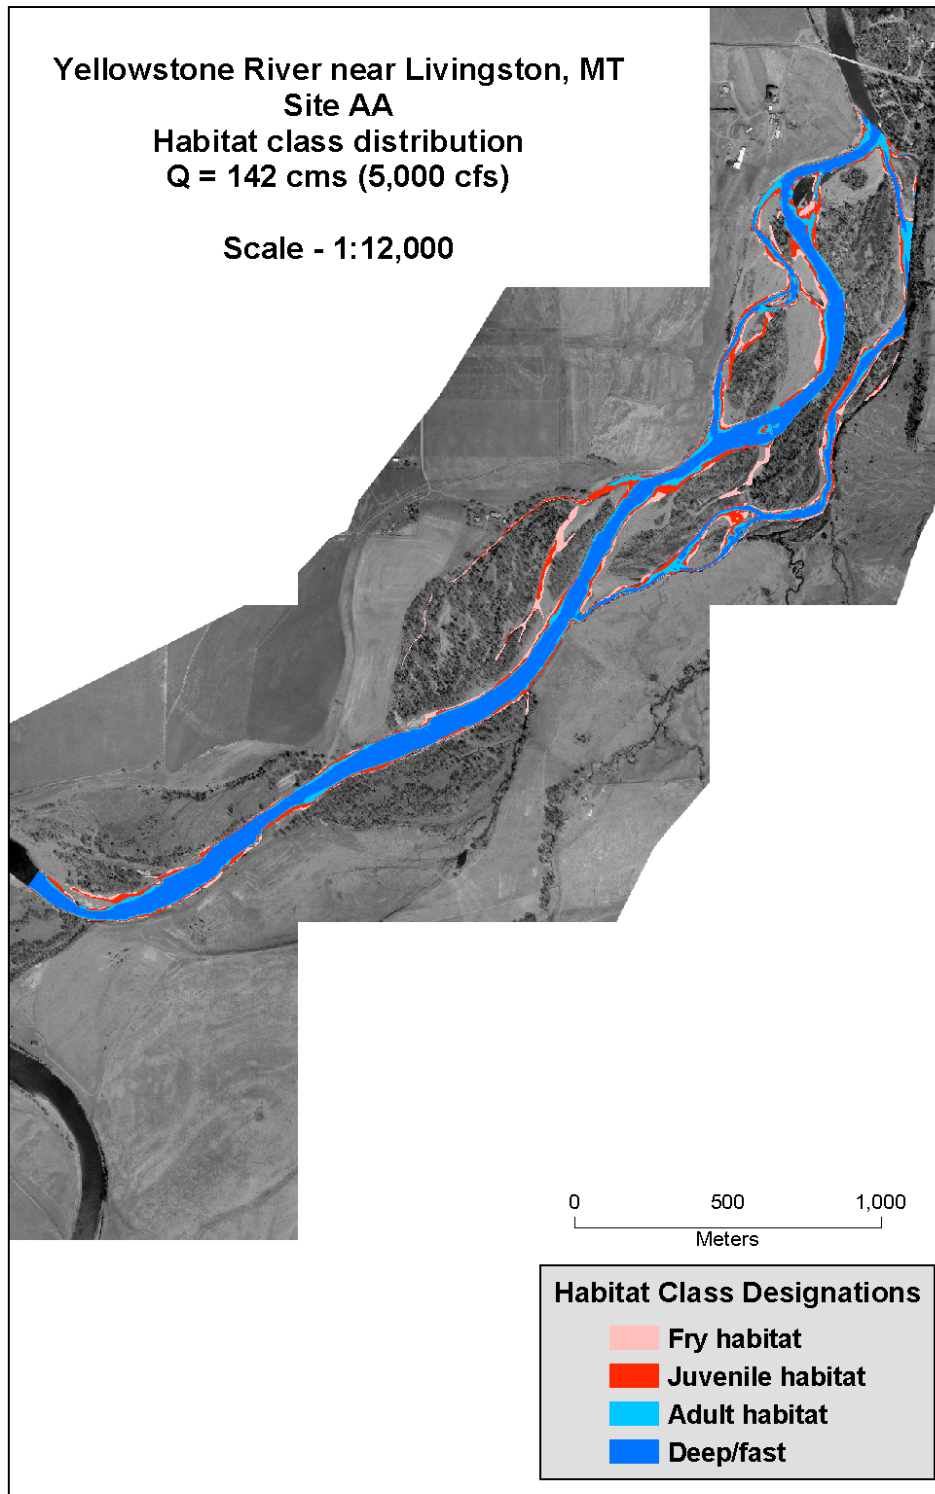 Yellowstone River near Livingston, MT
Site AA
Habitat class distribution
Q = 142 cms (5,000 cfs)
Scale - 1:12,000
0 500 1,000
Meters
Habitat Class Designations
Fry habitat
Juvenile habitat
Adult habitat
Deep/fast